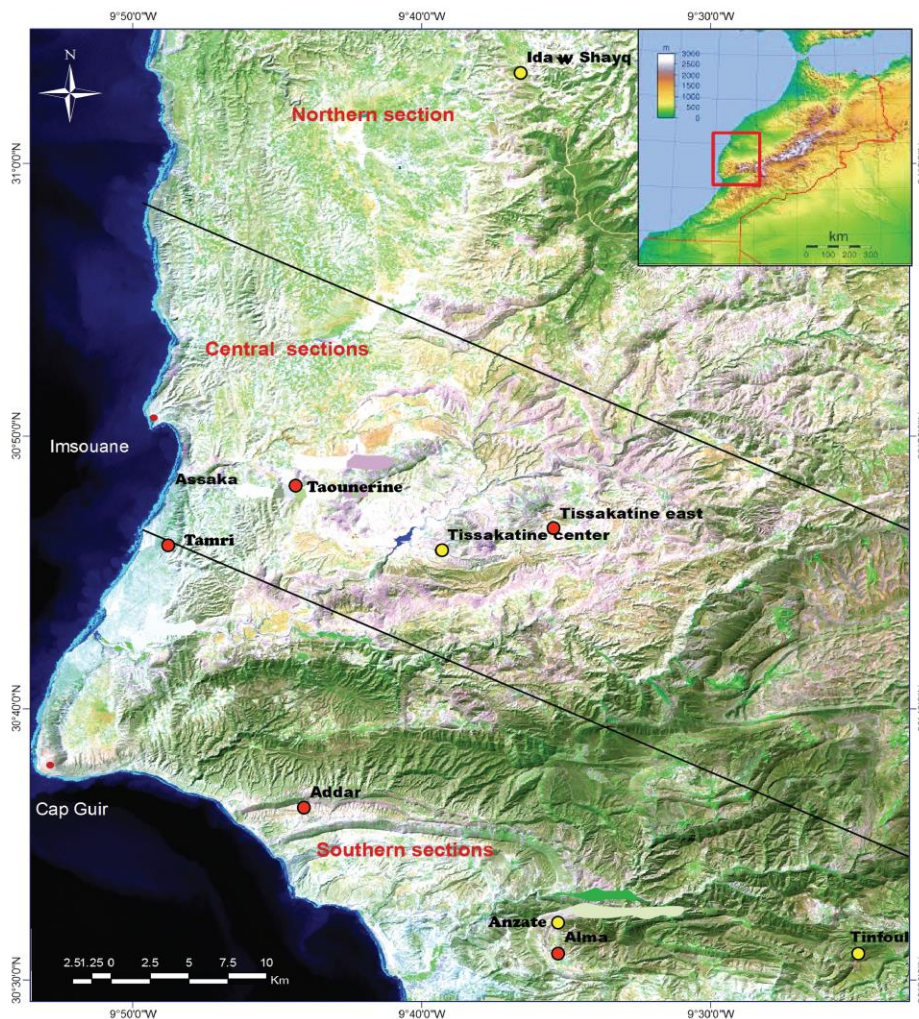 9°50'0"W 9°40'0"W 9°30'0"W
N
Ida w Shayq
m
3000
2500
2000
1500
1000
500
0
km
0 100 200 300
Northern section
31°0'0"N
Central sections
30°50'0"N
Imsouane
Assaka
Taounerine
Tissakatine east
Tissakatine center
Tamri
30°40'0"N
Cap Guir
Addar
Southern sections
Anzate
Alma
Tinfoul
2.51.25 0 2.5 5 7.5 10
Km
30°30'0"N
9°50'0"W 9°40'0"W 9°30'0"W